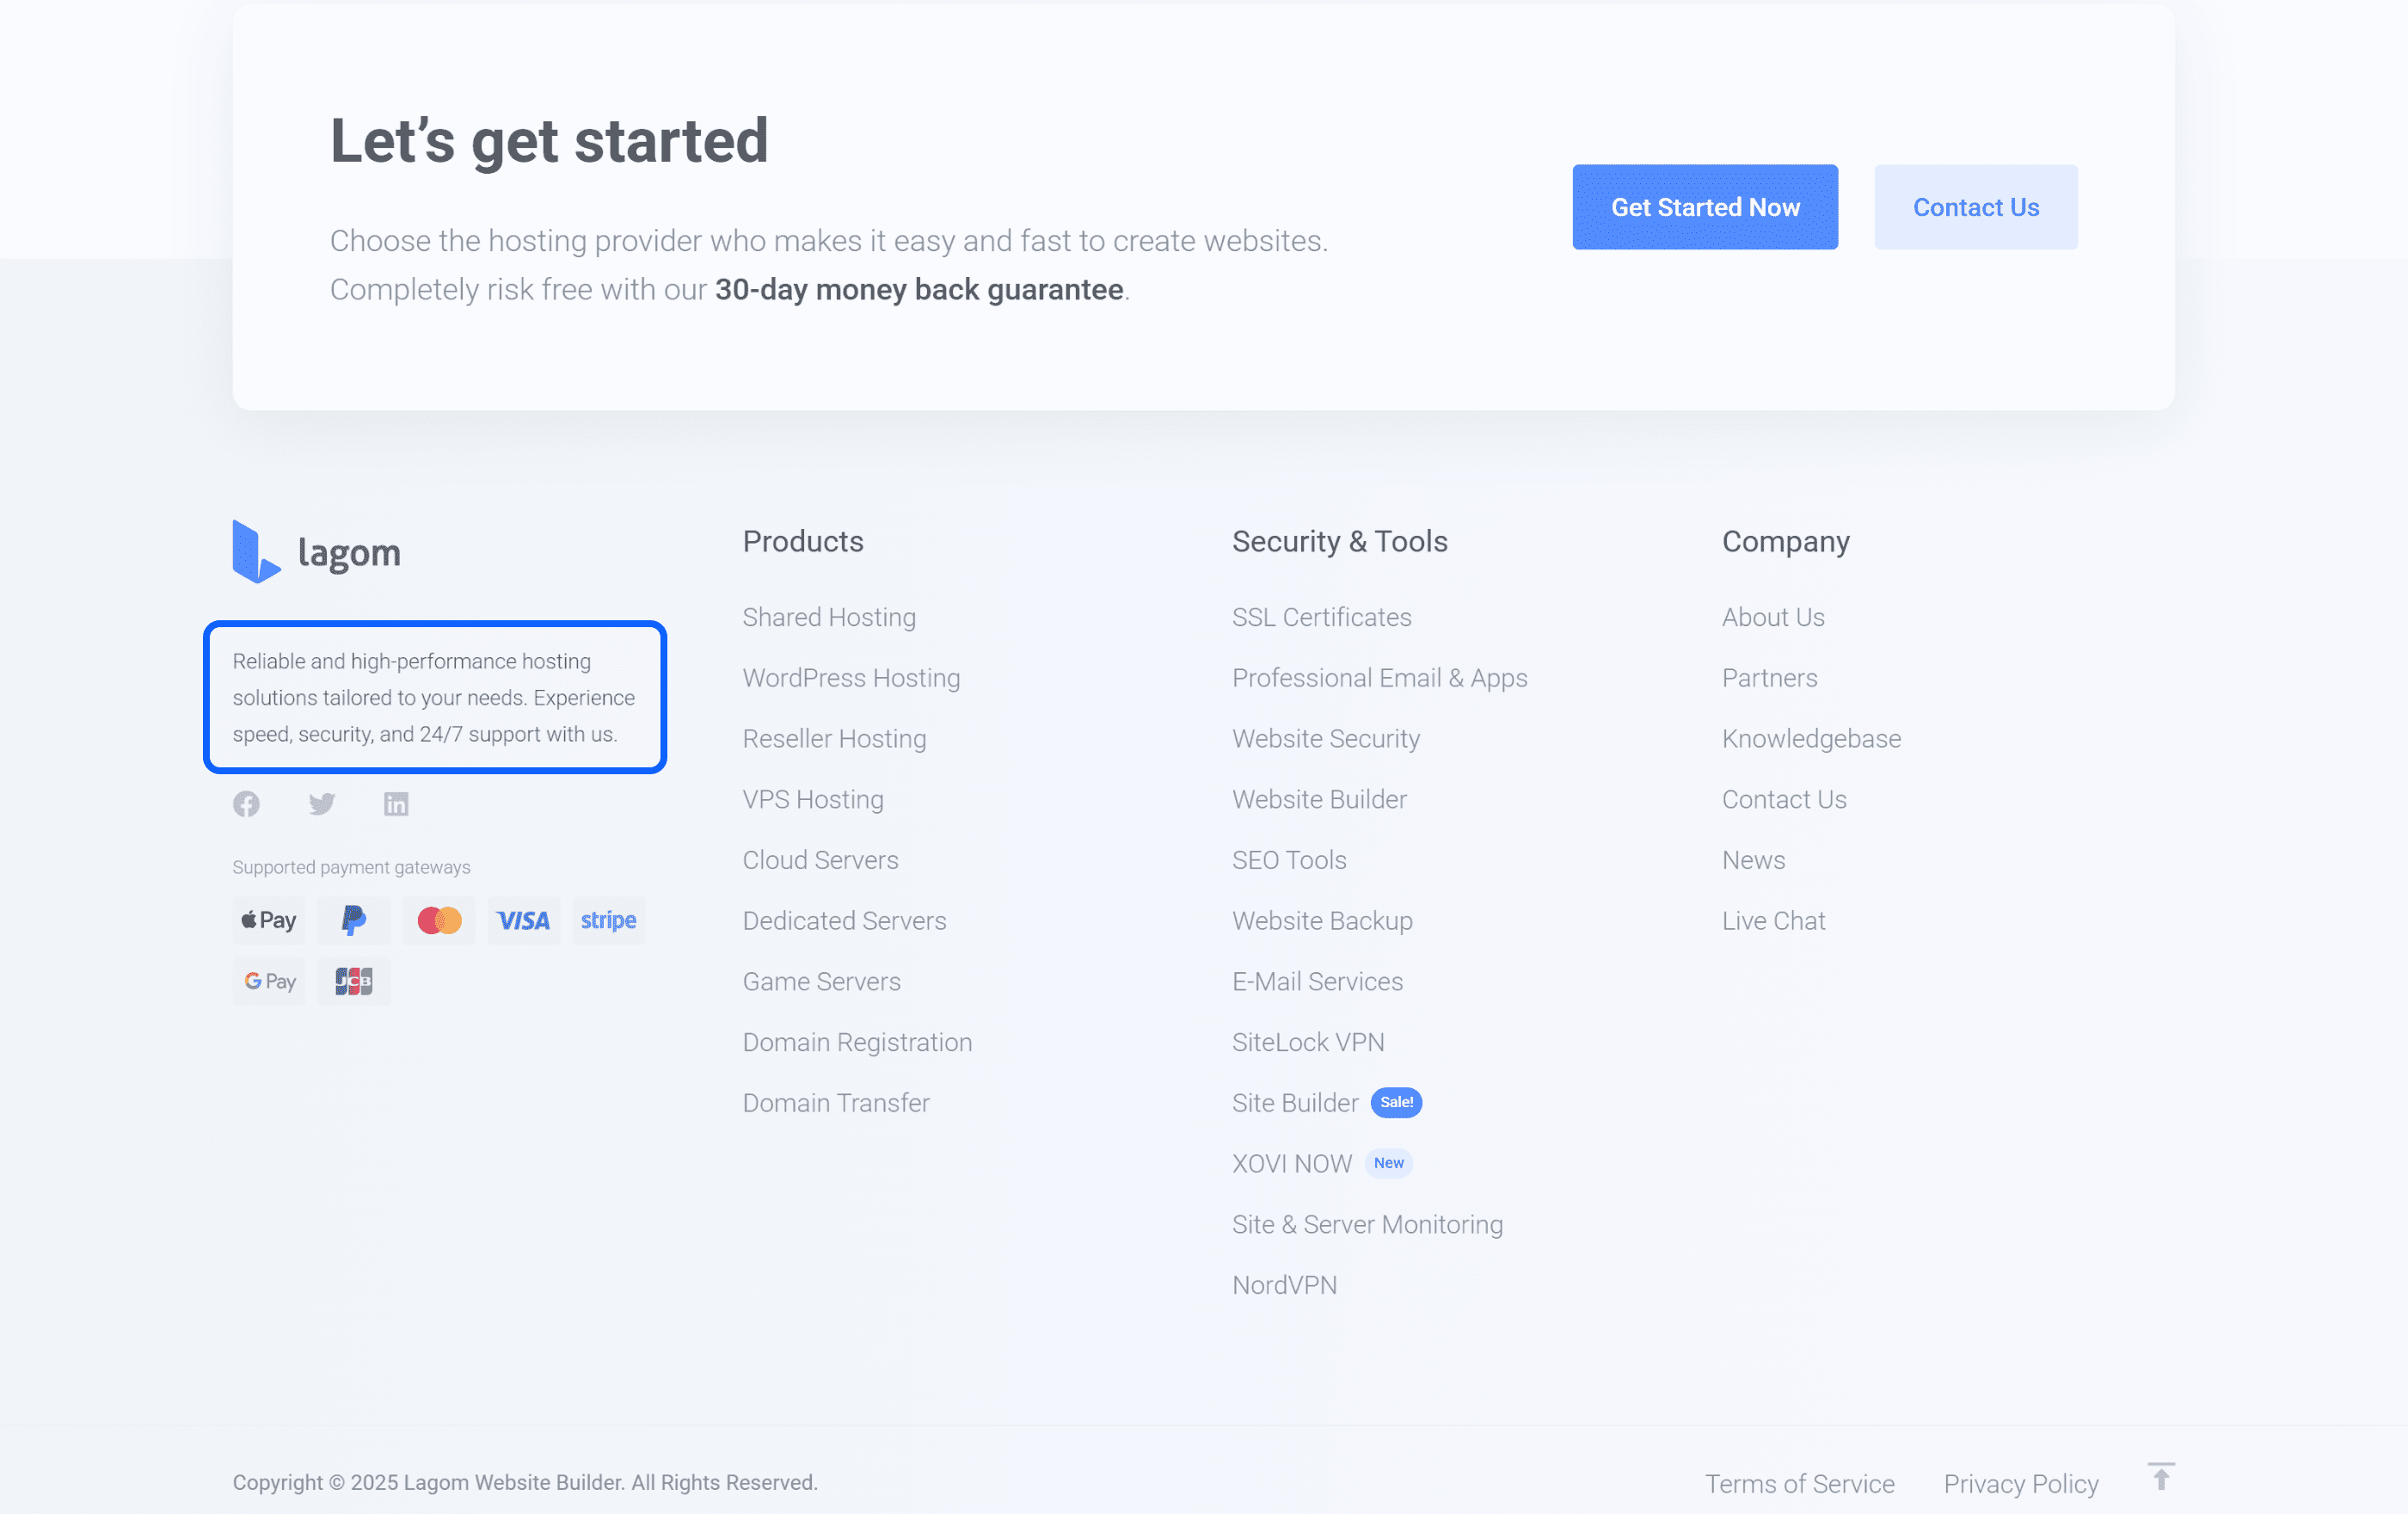 Let’s get started
Choose the hosting provider who makes it easy and fast to create websites.
Completely risk free with our 30-day money back guarantee.
Get Started Now
Contact Us
lagom
Reliable and high-performance hosting
solutions tailored to your needs. Experience
speed, security, and 24/7 support with us.
Supported payment gateways
Pay
VISA
stripe
G Pay
JCB
Products
Shared Hosting
WordPress Hosting
Reseller Hosting
VPS Hosting
Cloud Servers
Dedicated Servers
Game Servers
Domain Registration
Domain Transfer
Security & Tools
SSL Certificates
Professional Email & Apps
Website Security
Website Builder
SEO Tools
Website Backup
E-Mail Services
SiteLock VPN
Site Builder Sale!
XOVI NOW New
Site & Server Monitoring
NordVPN
Company
About Us
Partners
Knowledgebase
Contact Us
News
Live Chat
Copyright © 2025 Lagom Website Builder. All Rights Reserved.
Terms of Service
Privacy Policy